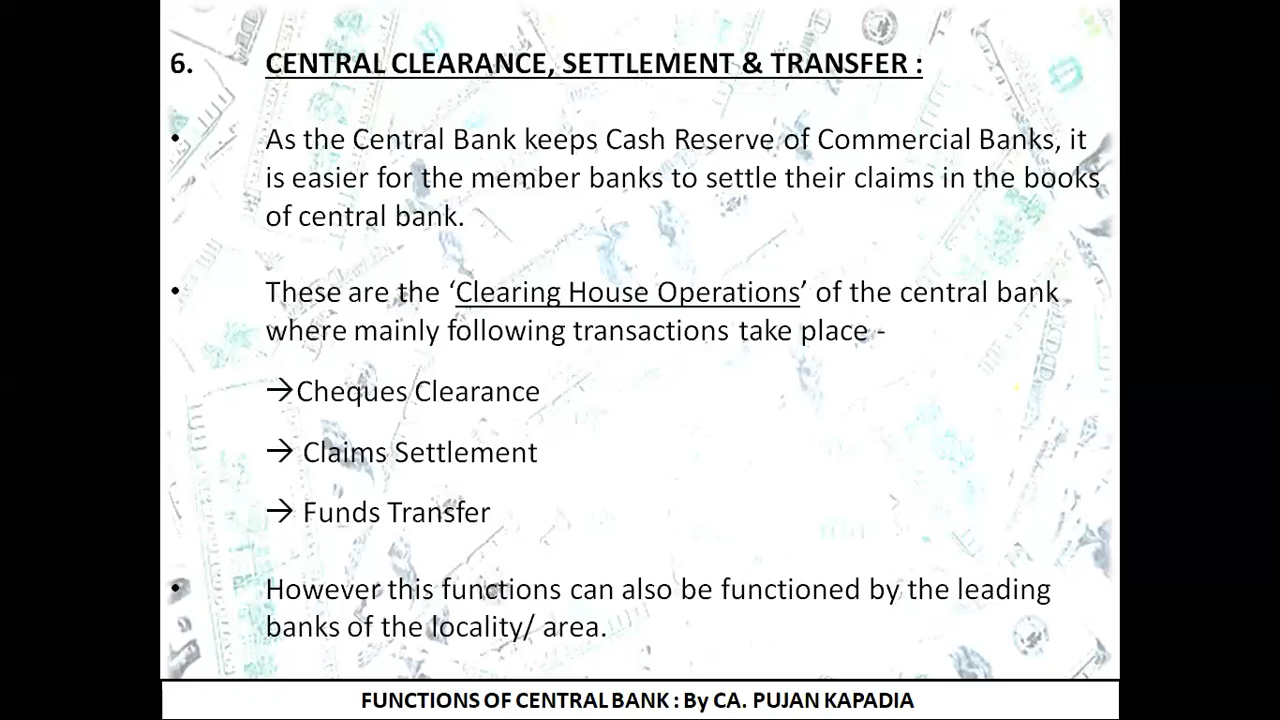 6. CENTRAL CLEARANCE, SETTLEMENT & TRANSFER :
• As the Central Bank keeps Cash Reserve of Commercial Banks, it
is easier for the member banks to settle their claims in the books
of central bank.
• These are the ‘Clearing House Operations’ of the central bank
where mainly following transactions take place -
→Cheques Clearance
→ Claims Settlement
→ Funds Transfer
• However this functions can also be functioned by the leading
banks of the locality/ area.
FUNCTIONS OF CENTRAL BANK : By CA. PUJAN KAPADIA